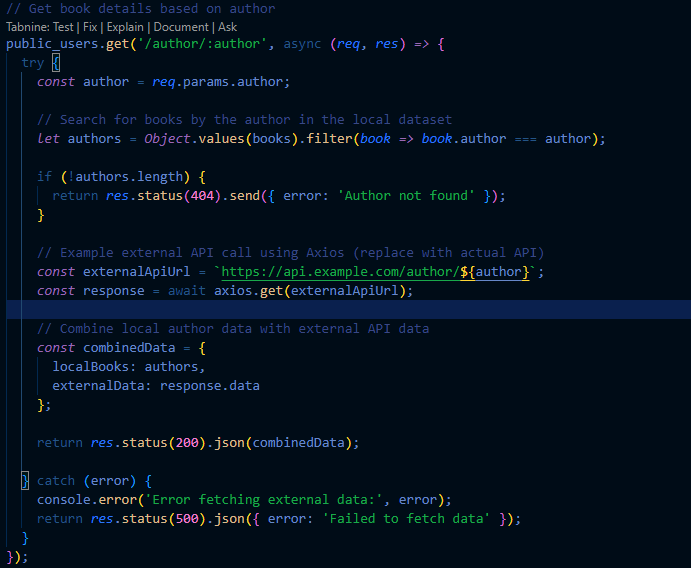 // Get book details based on author
Tabnine: Test | Fix | Explain | Document | Ask
public_users.get('/author/:author', async (req, res) => {
  try {
    const author = req.params.author;

    // Search for books by the author in the local dataset
    let authors = Object.values(books).filter(book => book.author === author);

    if (!authors.length) {
      return res.status(404).send({ error: 'Author not found' });
    }

    // Example external API call using Axios (replace with actual API)
    const externalApiUrl = `https://api.example.com/author/${author}`;
    const response = await axios.get(externalApiUrl);

    // Combine local author data with external API data
    const combinedData = {
      localBooks: authors,
      externalData: response.data
    };

    return res.status(200).json(combinedData);

  } catch (error) {
    console.error('Error fetching external data:', error);
    return res.status(500).json({ error: 'Failed to fetch data' });
  }
});